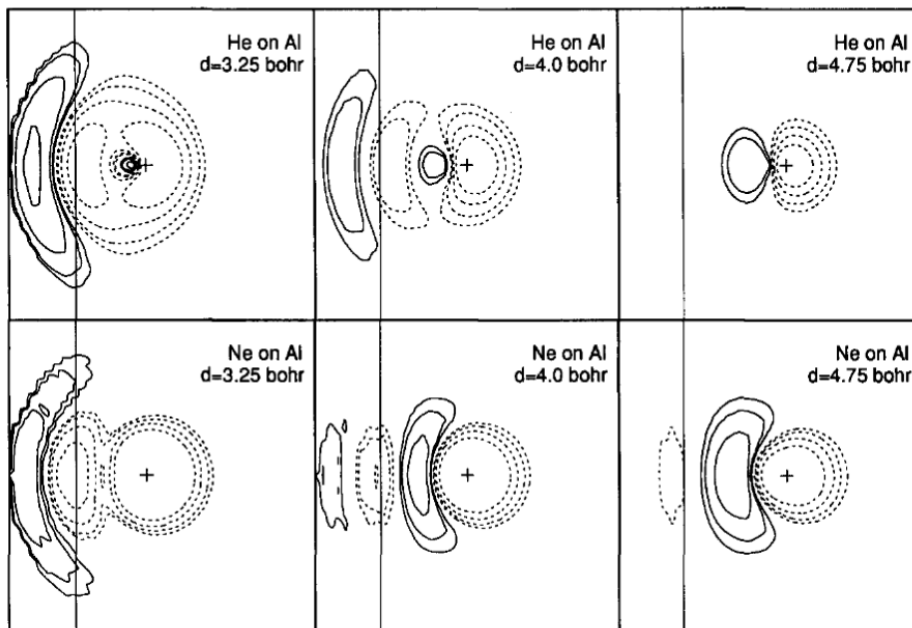 He on Al
d=3.25 bohr
He on Al
d=4.0 bohr
He on Al
d=4.75 bohr
Ne on Al
d=3.25 bohr
Ne on Al
d=4.0 bohr
Ne on Al
d=4.75 bohr